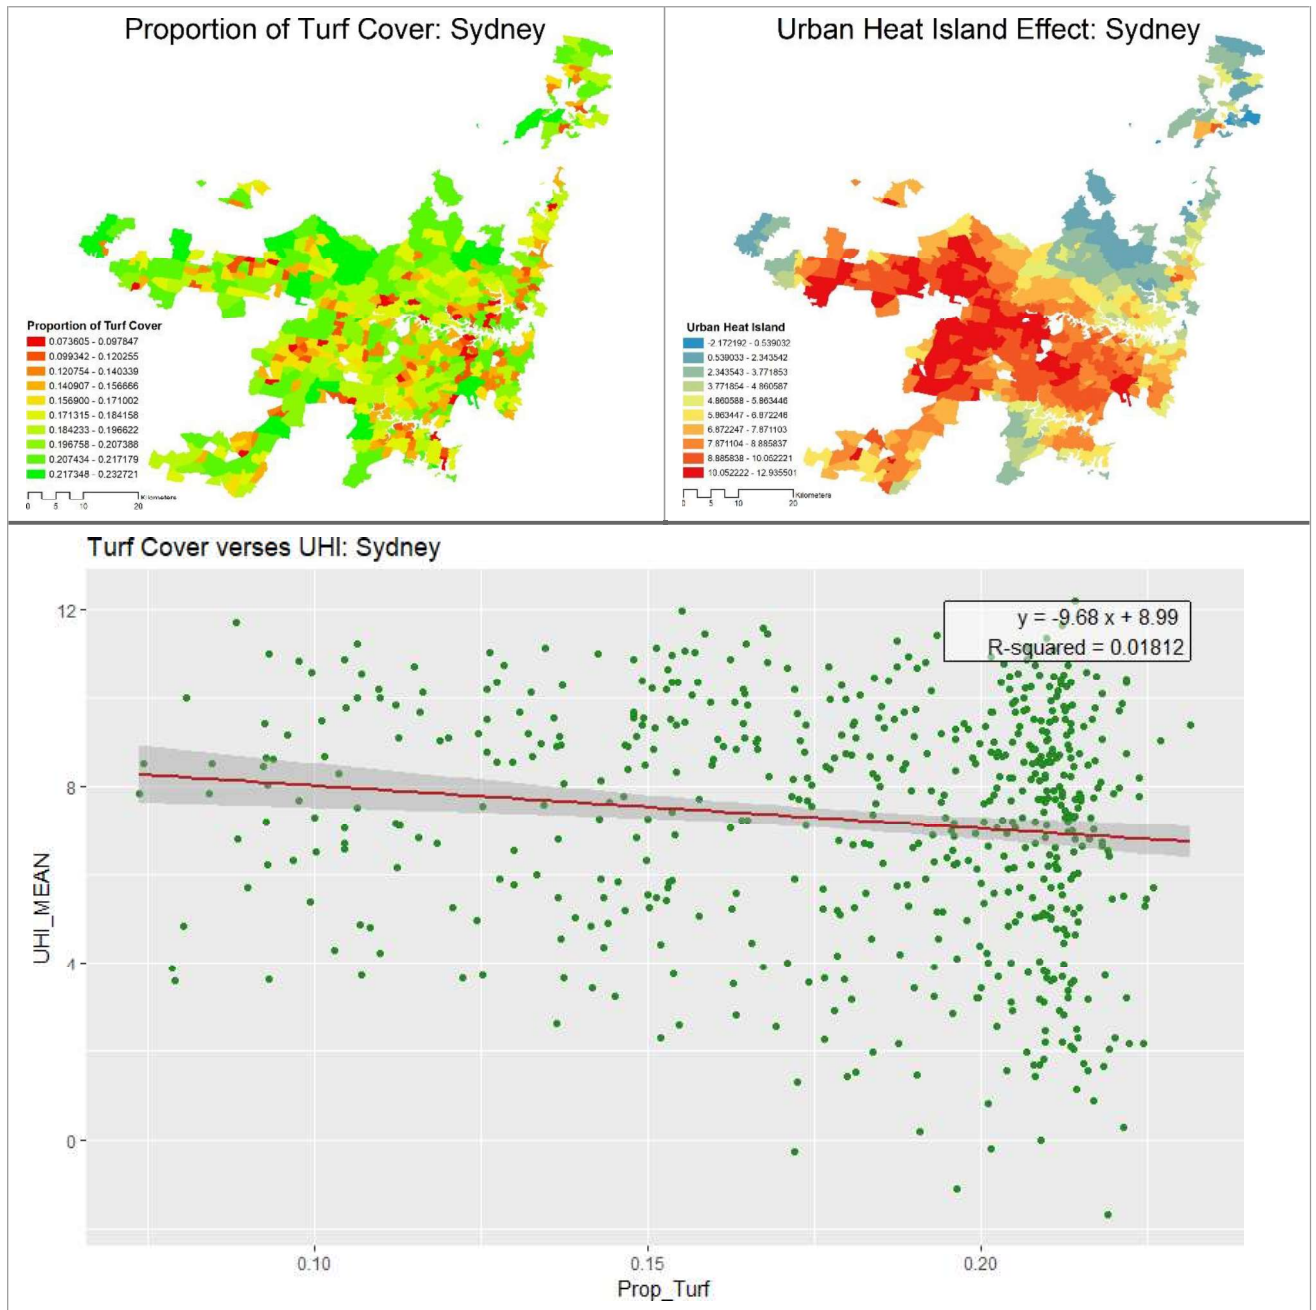 Proportion of Turf Cover: Sydney
Proportion of Turf Cover
0.073605 - 0.097847
0.099342 - 0.120255
0.120754 - 0.140339
0.140907 - 0.156666
0.156900 - 0.171002
0.171315 - 0.184158
0.184233 - 0.196622
0.196758 - 0.207388
0.207434 - 0.217179
0.217348 - 0.232721
Kilometers
0 5 10 20
Urban Heat Island Effect: Sydney
Urban Heat Island
-2.172192 - 0.539032
0.539033 - 2.343542
2.343543 - 3.771853
3.771854 - 4.860587
4.860588 - 5.863446
5.863447 - 6.872246
6.872247 - 7.871103
7.871104 - 8.885837
8.885838 - 10.052221
10.052222 - 12.935501
Kilometers
0 5 10 20
Turf Cover verses UHI: Sydney
y = -9.68 x + 8.99
R-squared = 0.01812
12
8
4
0
UHI_MEAN
0.10 0.15 0.20
Prop_Turf